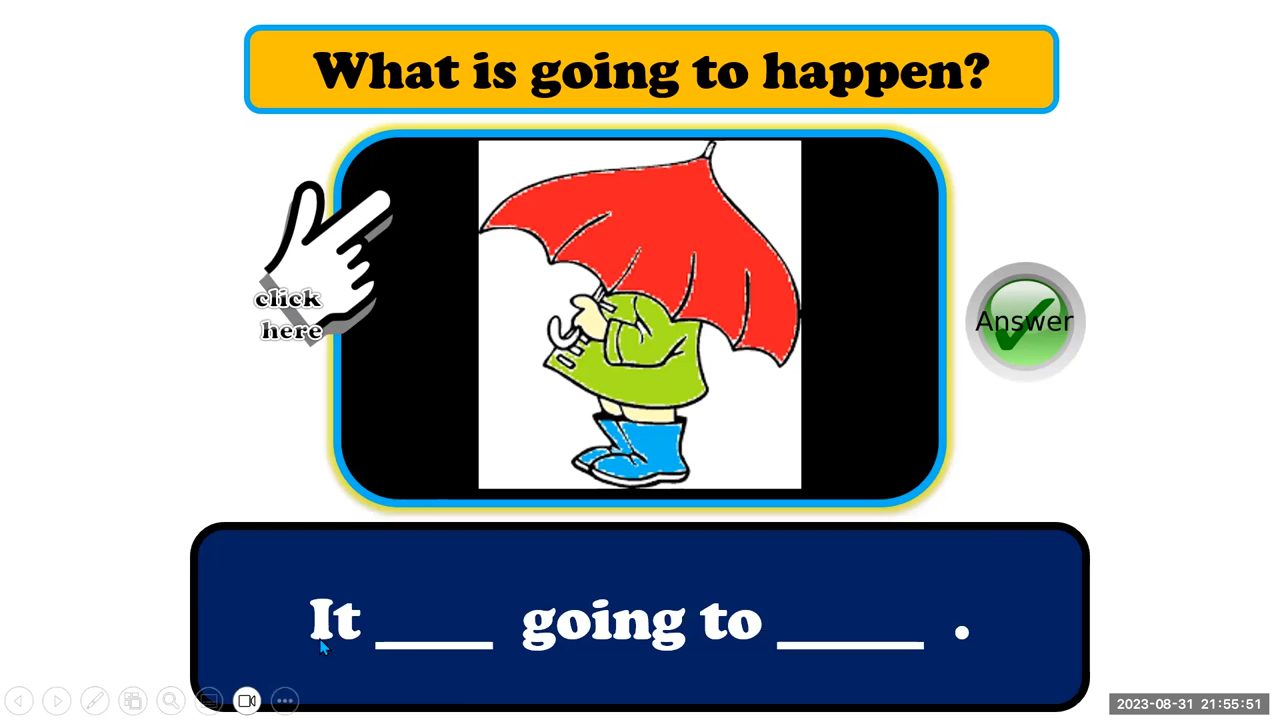 What is going to happen?
click
here
Answer
It ____ going to _____ .
2023-08-31 21:55:51